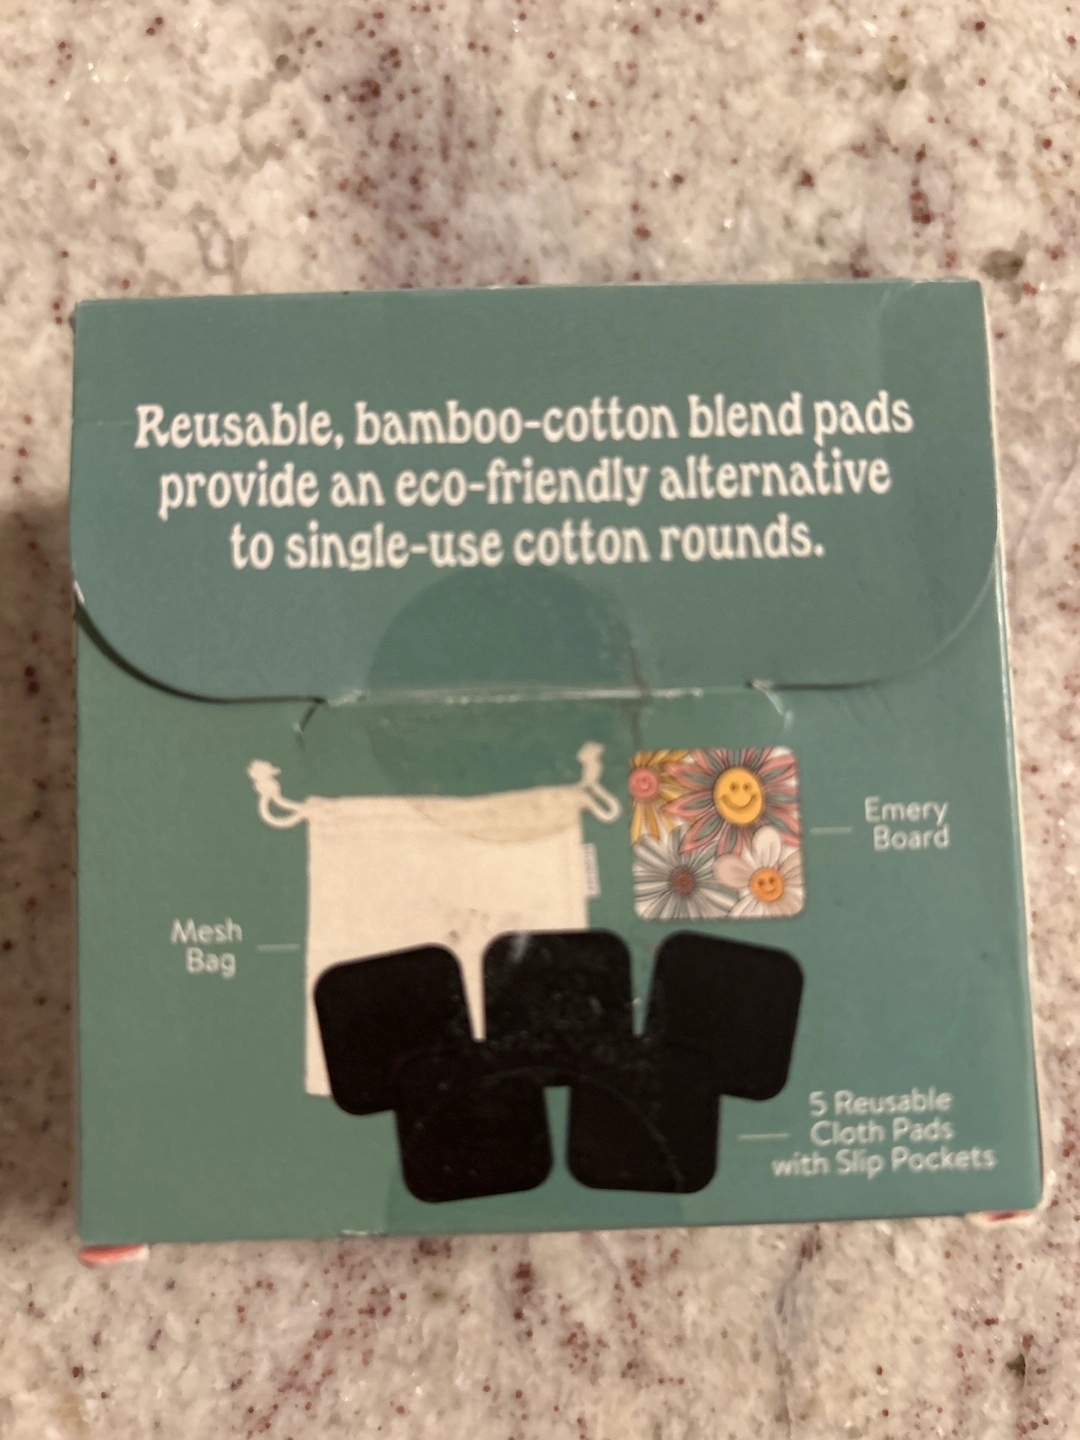 Reusable, bamboo-cotton blend pads
provide an eco-friendly alternative
to single-use cotton rounds.
Emery
Board
Mesh
Bag
5 Reusable
Cloth Pads
with Slip Pockets